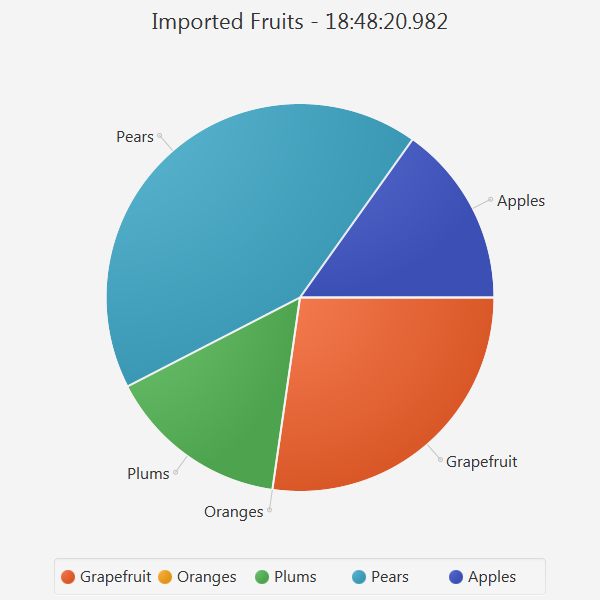 Imported Fruits - 18:48:20.982
Pears
Apples
Grapefruit
Plums
Oranges
Grapefruit Oranges Plums Pears Apples